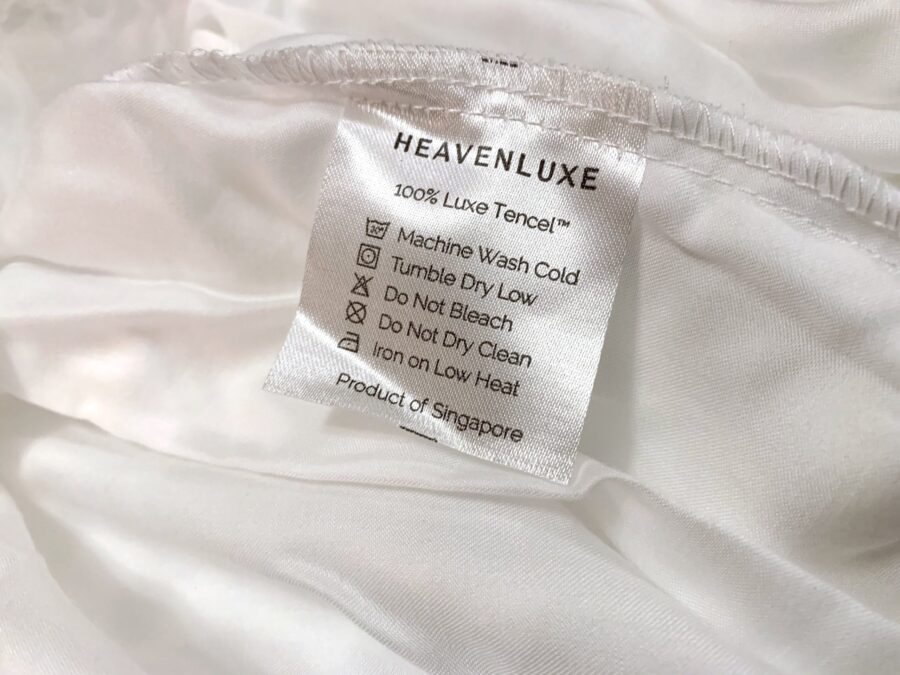 HEAVENLUXE
100% Luxe Tencel™
30° Machine Wash Cold
Tumble Dry Low
Do Not Bleach
Do Not Dry Clean
Iron on Low Heat
Product of Singapore